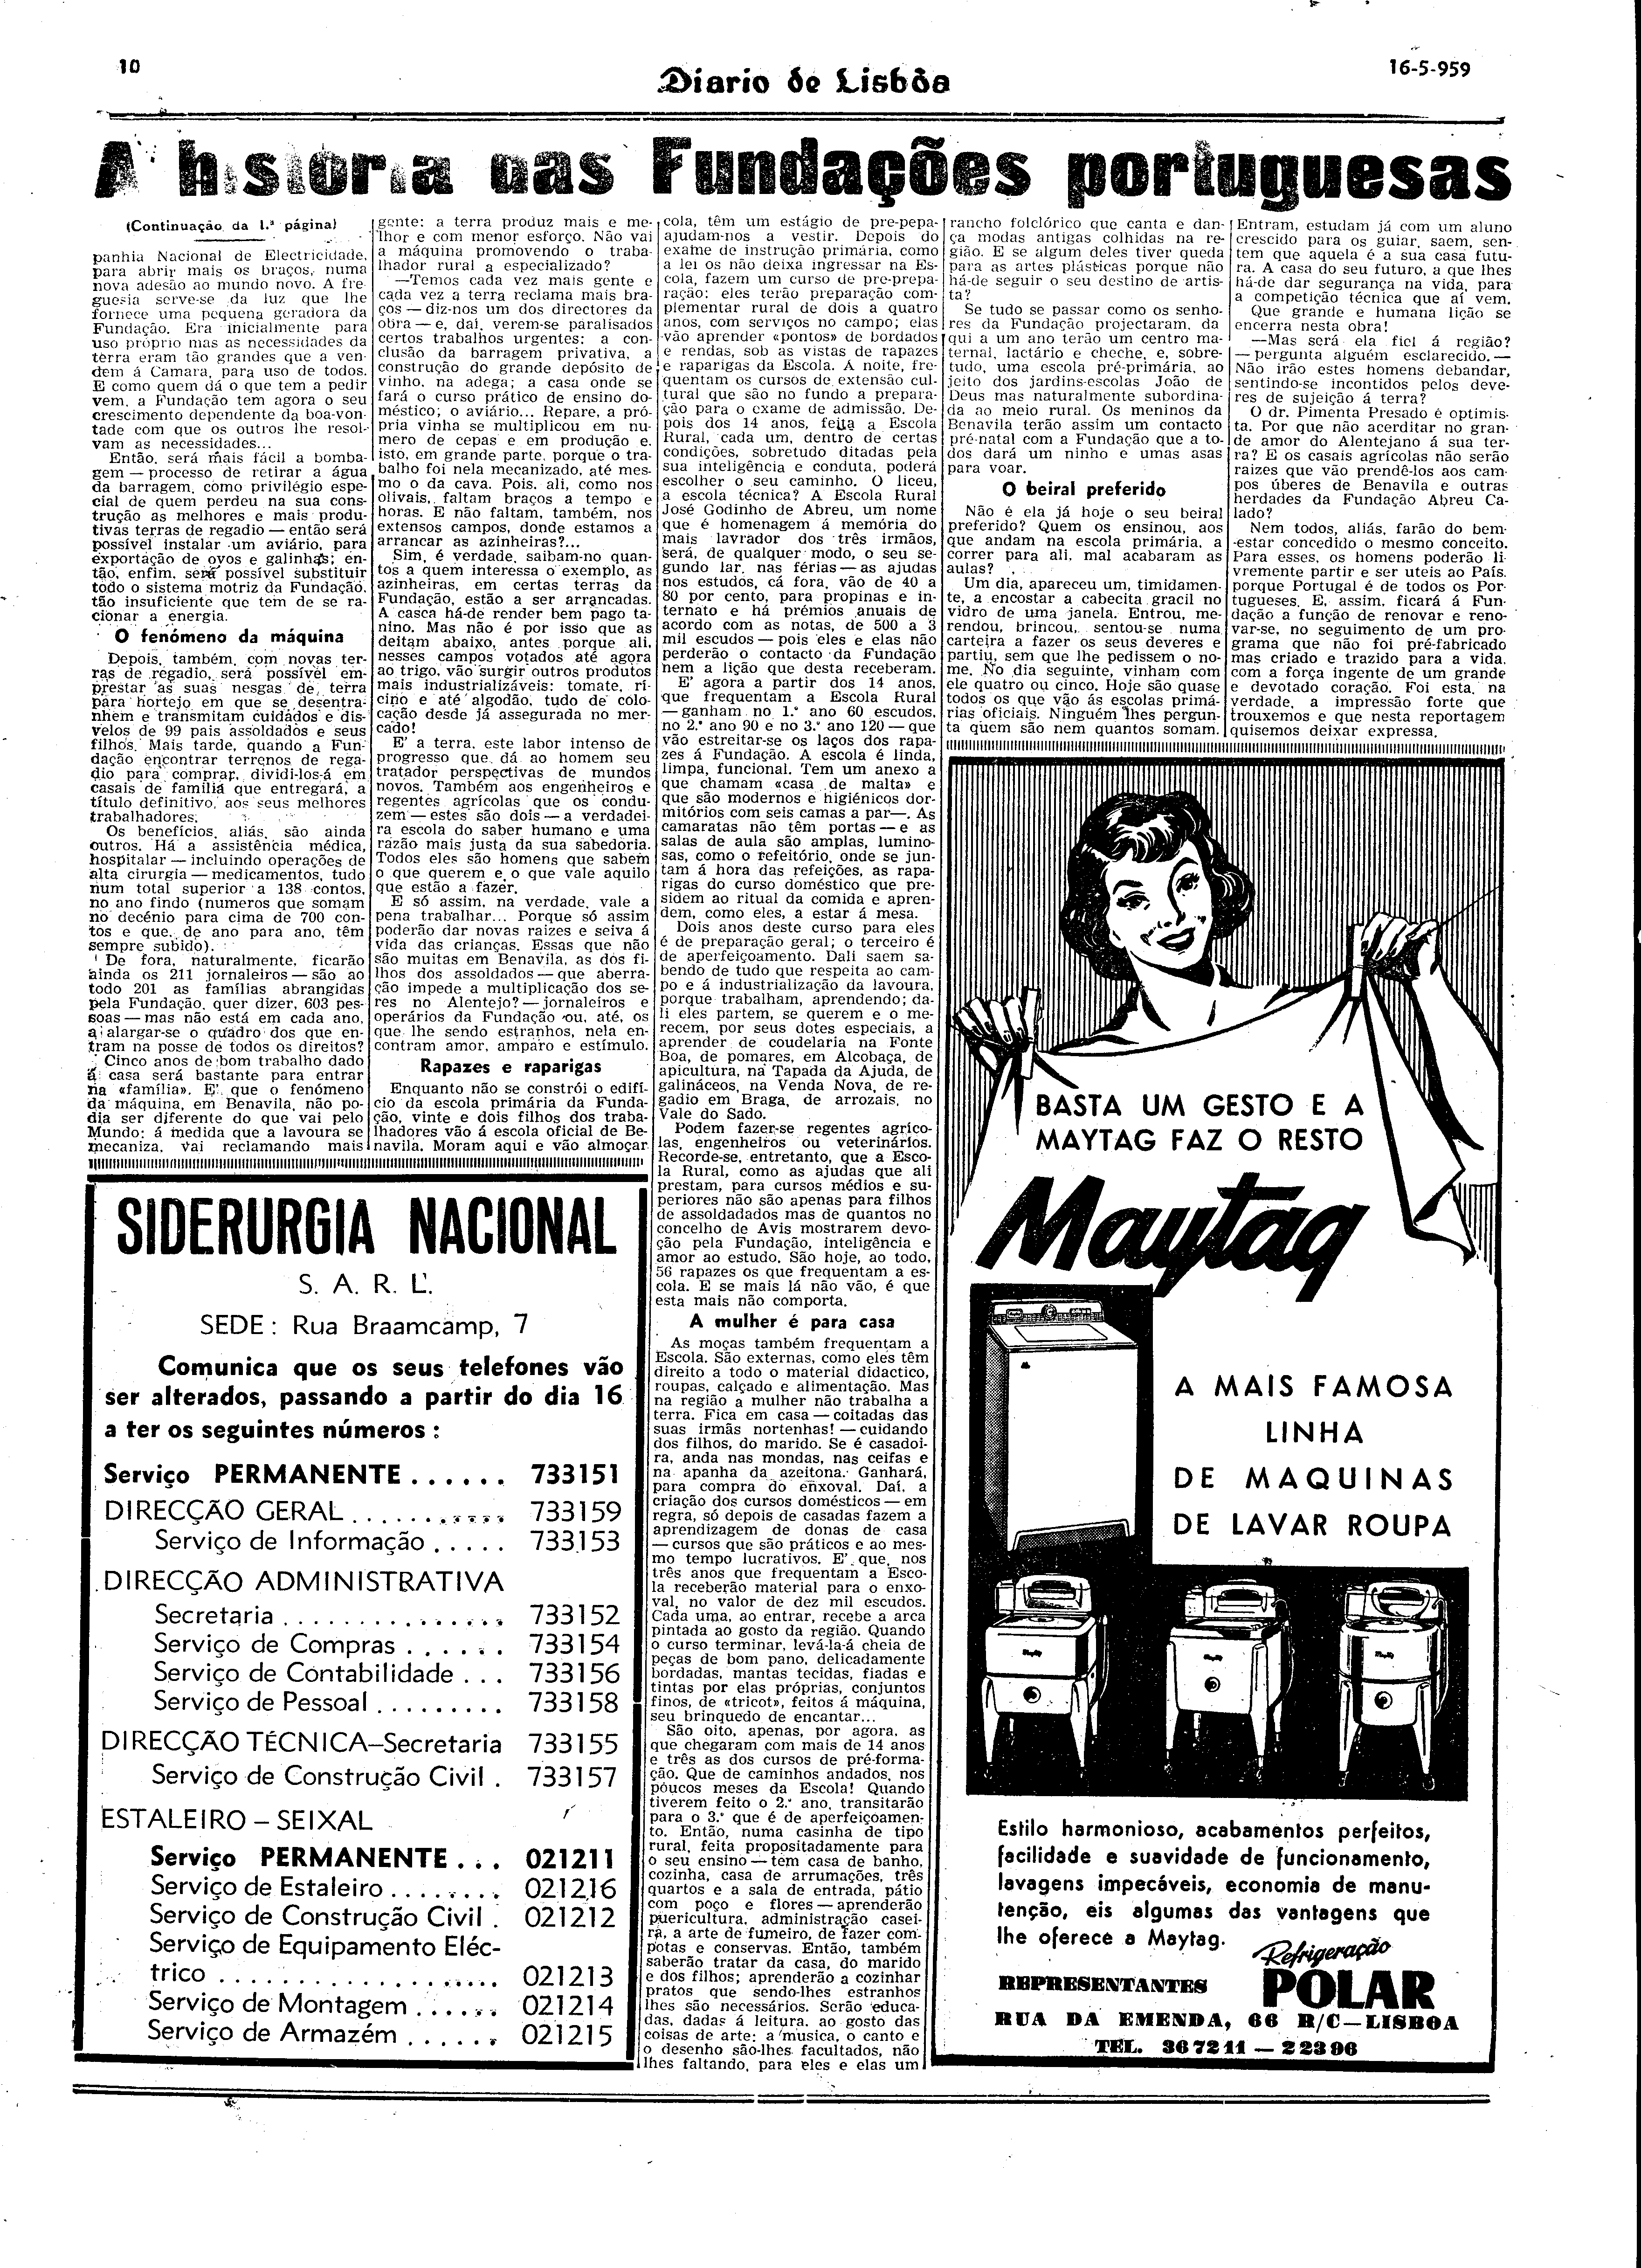 10
Diario de Lisbôa
16-5-959
A história das Fundações portuguesas
(Continuação da 1.ª página)
panhia Nacional de Electricidade,
para abrir mais os braços, numa
nova adesão ao mundo novo. A fre-
guesia serve-se da luz que lhe
fornece uma pequena geradora da
Fundação. Era inicialmente para
uso próprio mas as necessidades da
terra eram tão grandes que a ven-
dem á Camara, para uso de todos.
E como quem dá o que tem a pedir
vem, a Fundação tem agora o seu
crescimento dependente da boa-von-
tade com que os outros lhe resol-
vam as necessidades...
Então, será mais fácil a bomba-
gem — processo de retirar a água
da barragem, como privilégio espe-
cial de quem perdeu na sua cons-
trução as melhores e mais produ-
tivas terras de regadio — então será
possível instalar um aviário, para
exportação de ovos e galinhas; en-
tão, enfim, será possível substituir
todo o sistema motriz da Fundação,
tão insuficiente que tem de se ra-
cionar a energia.
O fenómeno da máquina
Depois, também, com novas ter-
ras de regadio, será possível em-
prestar as suas nesgas de terra
para hortejo em que se desentra-
nhem e transmitam cuidados e dis-
velos de 99 pais assoldados e seus
filhos. Mais tarde, quando a Fun-
dação encontrar terrenos de rega-
dio para comprar, dividi-los-á em
casais de família que entregará, a
título definitivo, aos seus melhores
trabalhadores.
Os benefícios, aliás, são ainda
outros. Há a assistência médica,
hospitalar — incluindo operações de
alta cirurgia — medicamentos, tudo
num total superior a 138 contos,
no ano findo (numeros que somam
no decénio para cima de 700 con-
tos e que, de ano para ano, têm
sempre subido).
De fora, naturalmente, ficarão
ainda os 211 jornaleiros — são ao
todo 201 as famílias abrangidas
pela Fundação, quer dizer, 603 pes-
soas — mas não está em cada ano,
a alargar-se o quadro dos que en-
tram na posse de todos os direitos?
Cinco anos de bom trabalho dado
á casa será bastante para entrar
na «família». E' que o fenómeno
da máquina, em Benavila, não po-
dia ser diferente do que vai pelo
Mundo: á medida que a lavoura se
mecaniza, vai reclamando mais
gente: a terra produz mais e me-
lhor e com menor esforço. Não vai
a máquina promovendo o traba-
lhador rural a especializado?
—Temos cada vez mais gente e
cada vez a terra reclama mais bra-
ços — diz-nos um dos directores da
obra — e, daí, verem-se paralisados
certos trabalhos urgentes: a con-
clusão da barragem privativa, a
construção do grande depósito de
vinho, na adega; a casa onde se
fará o curso prático de ensino do-
méstico; o aviário... Repare, a pró-
pria vinha se multiplicou em nu-
mero de cepas e em produção e,
isto, em grande parte, porque o tra-
balho foi nela mecanizado, até mes-
mo o da cava. Pois, ali, como nos
olivais, faltam braços a tempo e
horas. E não faltam, também, nos
extensos campos, donde estamos a
arrancar as azinheiras?...
Sim, é verdade, saibam-no quan-
tos a quem interessa o exemplo, as
azinheiras, em certas terras da
Fundação, estão a ser arrancadas.
A casca há-de render bem pago ta-
nino. Mas não é por isso que as
deitam abaixo, antes porque ali,
nesses campos votados até agora
ao trigo, vão surgir outros produtos
mais industrializáveis: tomate, rí-
cino e até algodão, tudo de colo-
cação desde já assegurada no mer-
cado!
E' a terra, este labor intenso de
progresso que dá ao homem seu
tratador perspectivas de mundos
novos. Também aos engenheiros e
regentes agrícolas que os condu-
zem — estes são dois — a verdadei-
ra escola do saber humano e uma
razão mais justa da sua sabedoria.
Todos eles são homens que sabem
o que querem e o que vale aquilo
que estão a fazer.
E só assim, na verdade, vale a
pena trabalhar... Porque só assim
poderão dar novas raízes e seiva á
vida das crianças. Essas que não
são muitas em Benavila, as dos fi-
lhos dos assoldados — que aberra-
ção impede a multiplicação dos se-
res no Alentejo? — jornaleiros e
operários da Fundação ou, até, os
que lhe sendo estranhos, nela en-
contram amor, amparo e estímulo.
Rapazes e raparigas
Enquanto não se constrói o edifí-
cio da escola primária da Funda-
ção, vinte e dois filhos dos traba-
lhadores vão á escola oficial de Be-
navila. Moram aqui e vão almoçar
cola, têm um estágio de pre-pepa-
ajudam-nos a vestir. Depois do
exame de instrução primária, como
a lei os não deixa ingressar na Es-
cola, fazem um curso de pre-prepa-
ração: eles terão preparação com-
plementar rural de dois a quatro
anos, com serviços no campo; elas
vão aprender «pontos» de bordados
e rendas, sob as vistas de rapazes
e raparigas da Escola. A noite, fre-
quentam os cursos de extensão cul-
tural que são no fundo a prepara-
ção para o exame de admissão. De-
pois dos 14 anos, feita a Escola
Rural, cada um, dentro de certas
condições, sobretudo ditadas pela
sua inteligência e conduta, poderá
escolher o seu caminho. O liceu,
a escola técnica? A Escola Rural
José Godinho de Abreu, um nome
que é homenagem á memória do
mais lavrador dos três irmãos,
será, de qualquer modo, o seu se-
gundo lar, nas férias — as ajudas
nos estudos, cá fora, vão de 40 a
80 por cento, para propinas e in-
ternato e há prémios anuais de
acordo com as notas, de 500 a 3
mil escudos — pois eles e elas não
perderão o contacto da Fundação
nem a lição que desta receberam.
E' agora a partir dos 14 anos,
que frequentam a Escola Rural
— ganham no 1.º ano 60 escudos,
no 2.º ano 90 e no 3.º ano 120 — que
vão estreitar-se os laços dos rapa-
zes á Fundação. A escola é linda,
limpa, funcional. Tem um anexo a
que chamam «casa de malta» e
que são modernos e higiénicos dor-
mitórios com seis camas a par—. As
camaratas não têm portas — e as
salas de aula são amplas, lumino-
sas, como o refeitório, onde se jun-
tam á hora das refeições, as rapa-
rigas do curso doméstico que pre-
sidem ao ritual da comida e apren-
dem, como eles, a estar á mesa.
Dois anos deste curso para eles
é de preparação geral; o terceiro é
de aperfeiçoamento. Dali saem sa-
bendo de tudo que respeita ao cam-
po e á industrialização da lavoura,
porque trabalham, aprendendo; da-
li eles partem, se querem e o me-
recem, por seus dotes especiais, a
aprender de coudelaria na Fonte
Boa, de pomares, em Alcobaça, de
apicultura, na Tapada da Ajuda, de
galináceos, na Venda Nova, de re-
gadio em Braga, de arrozais, no
Vale do Sado.
Podem fazer-se regentes agríco-
las, engenheiros ou veterinários.
Recorde-se, entretanto, que a Esco-
la Rural, como as ajudas que ali
prestam, para cursos médios e su-
periores não são apenas para filhos
de assoldadados mas de quantos no
concelho de Avis mostrarem devo-
ção pela Fundação, inteligência e
amor ao estudo. São hoje, ao todo,
56 rapazes os que frequentam a es-
cola. E se mais lá não vão, é que
esta mais não comporta.
A mulher é para casa
As moças também frequentam a
Escola. São externas, como eles têm
direito a todo o material didactico,
roupas, calçado e alimentação. Mas
na região a mulher não trabalha a
terra. Fica em casa — coitadas das
suas irmãs nortenhas! — cuidando
dos filhos, do marido. Se é casadoi-
ra, anda nas mondas, nas ceifas e
na apanha da azeitona. Ganhará,
para compra do enxoval. Daí, a
criação dos cursos domésticos — em
regra, só depois de casadas fazem a
aprendizagem de donas de casa
— cursos que são práticos e ao mes-
mo tempo lucrativos. E' que, nos
três anos que frequentam a Esco-
la receberão material para o enxo-
val, no valor de dez mil escudos.
Cada uma, ao entrar, recebe a arca
pintada ao gosto da região. Quando
o curso terminar, levá-la-á cheia de
peças de bom pano, delicadamente
bordadas, mantas tecidas, fiadas e
tintas por elas próprias, conjuntos
finos, de «tricot», feitos á máquina,
seu brinquedo de encantar...
São oito, apenas, por agora, as
que chegaram com mais de 14 anos
e três as dos cursos de pré-forma-
ção. Que de caminhos andados, nos
poucos meses da Escola! Quando
tiverem feito o 2.º ano, transitarão
para o 3.º que é de aperfeiçoamen-
to. Então, numa casinha de tipo
rural, feita propositadamente para
o seu ensino — tem casa de banho,
cozinha, casa de arrumações, três
quartos e a sala de entrada, pátio
com poço e flores — aprenderão
puericultura, administração casei-
ra, a arte de fumeiro, de fazer com-
potas e conservas. Então, também
saberão tratar da casa, do marido
e dos filhos; aprenderão a cozinhar
pratos que sendo-lhes estranhos
lhes são necessários. Serão educa-
das, dadas á leitura, ao gosto das
coisas de arte: a musica, o canto e
o desenho são-lhes facultados, não
lhes faltando, para eles e elas um
rancho folclórico que canta e dan-
ça modas antigas colhidas na re-
gião. E se algum deles tiver queda
para as artes plásticas porque não
há-de seguir o seu destino de artis-
ta?
Se tudo se passar como os senho-
res da Fundação projectaram, da
qui a um ano terão um centro ma-
ternal, lactário e cheche, e, sobre-
tudo, uma escola pré-primária, ao
jeito dos jardins-escolas João de
Deus mas naturalmente subordina-
da ao meio rural. Os meninos da
Benavila terão assim um contacto
pré-natal com a Fundação que a to-
dos dará um ninho e umas asas
para voar.
O beiral preferido
Não é ela já hoje o seu beiral
preferido? Quem os ensinou, aos
que andam na escola primária, a
correr para ali, mal acabaram as
aulas?
Um dia, apareceu um, timidamen-
te, a encostar a cabecita gracil no
vidro de uma janela. Entrou, me-
rendou, brincou, sentou-se numa
carteira a fazer os seus deveres e
partiu, sem que lhe pedissem o no-
me. No dia seguinte, vinham com
ele quatro ou cinco. Hoje são quase
todos os que vão ás escolas primá-
rias oficiais. Ninguém lhes pergun-
ta quem são nem quantos somam.
Entram, estudam já com um aluno
crescido para os guiar, saem, sen-
tem que aquela é a sua casa futu-
ra. A casa do seu futuro, a que lhes
há-de dar segurança na vida, para
a competição técnica que aí vem.
Que grande e humana lição se
encerra nesta obra!
—Mas será ela fiel á região?
— pergunta alguém esclarecido. —
Não irão estes homens debandar,
sentindo-se incontidos pelos deve-
res de sujeição á terra?
O dr. Pimenta Presado é optimis-
ta. Por que não acerditar no gran-
de amor do Alentejano á sua ter-
ra? E os casais agrícolas não serão
raizes que vão prendê-los aos cam-
pos úberes de Benavila e outras
herdades da Fundação Abreu Ca-
lado?
Nem todos, aliás, farão do bem-
-estar concedido o mesmo conceito.
Para esses, os homens poderão li-
vremente partir e ser uteis ao País,
porque Portugal é de todos os Por-
tugueses. E, assim, ficará á Fun-
dação a função de renovar e reno-
var-se, no seguimento de um pro-
grama que não foi pré-fabricado
mas criado e trazido para a vida,
com a força ingente de um grande
e devotado coração. Foi esta, na
verdade, a impressão forte que
trouxemos e que nesta reportagem
quisemos deixar expressa.
SIDERURGIA NACIONAL
S. A. R. L.
SEDE: Rua Braamcamp, 7
Comunica que os seus telefones vão
ser alterados, passando a partir do dia 16
a ter os seguintes números:
Serviço PERMANENTE...... 733151
DIRECÇÃO GERAL........... 733159
Serviço de Informação..... 733153
DIRECÇÃO ADMINISTRATIVA
Secretaria............... 733152
Serviço de Compras...... 733154
Serviço de Contabilidade... 733156
Serviço de Pessoal......... 733158
DIRECÇÃO TÉCNICA—Secretaria 733155
Serviço de Construção Civil. 733157
ESTALEIRO – SEIXAL
Serviço PERMANENTE... 021211
Serviço de Estaleiro........ 021216
Serviço de Construção Civil. 021212
Serviço de Equipamento Eléc-
trico................... 021213
Serviço de Montagem...... 021214
Serviço de Armazém...... 021215
BASTA UM GESTO E A
MAYTAG FAZ O RESTO
Maytag
A MAIS FAMOSA
LINHA
DE MAQUINAS
DE LAVAR ROUPA
Estilo harmonioso, acabamentos perfeitos,
facilidade e suavidade de funcionamento,
lavagens impecáveis, economia de manu-
tenção, eis algumas das vantagens que
lhe oferece a Maytag.
Refrigeração
REPRESENTANTES POLAR
RUA DA EMENDA, 66 R/C—LISBOA
TEL. 367211 — 22396